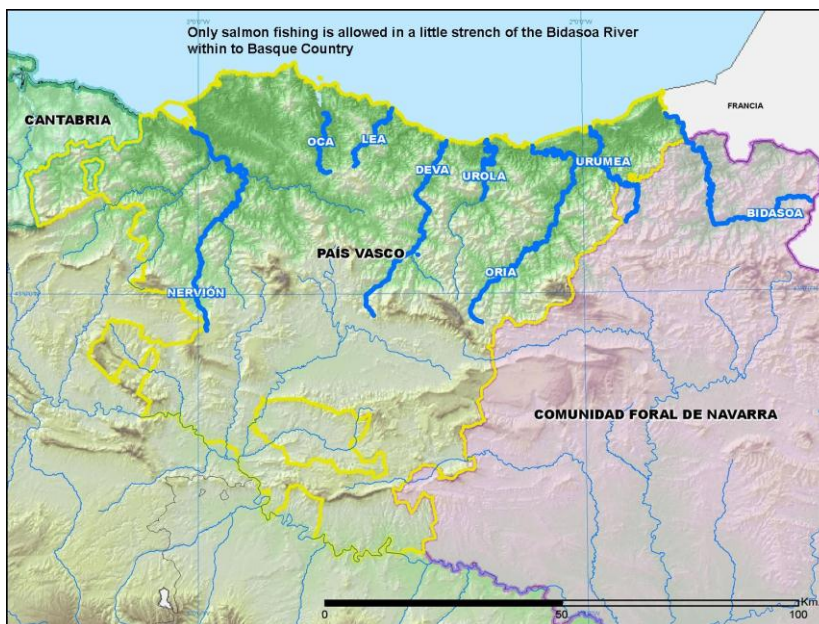 Only salmon fishing is allowed in a little strench of the Bidasoa River
within to Basque Country
FRANCIA
CANTABRIA
OCA
LEA
DEVA
UROLA
URUMEA
BIDASOA
PAÍS VASCO
ORIA
NERVIÓN
COMUNIDAD FORAL DE NAVARRA
0
50
100
Km